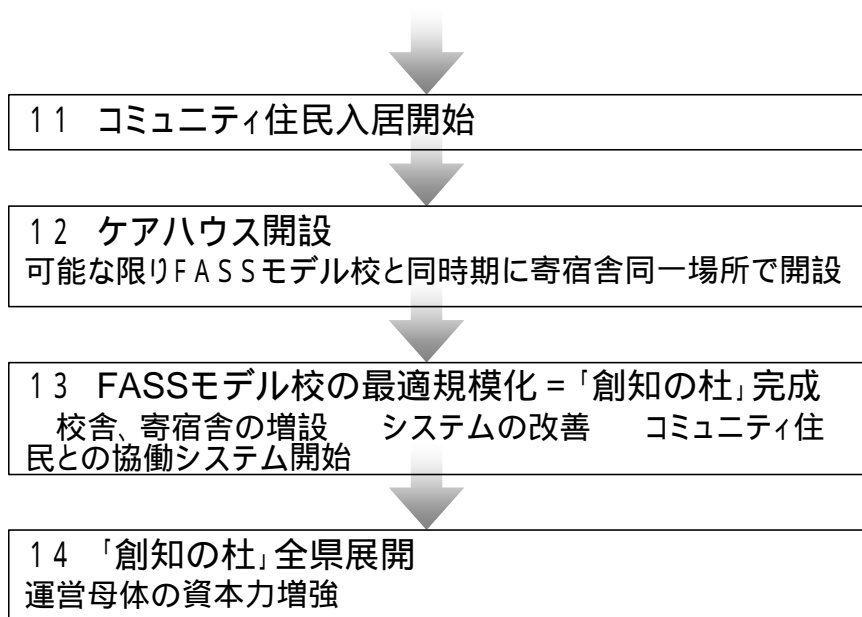 １１ コミュニティ住民入居開始
１２ ケアハウス開設
可能な限りＦＡＳＳモデル校と同時期に寄宿舎同一場所で開設
１３ FASSモデル校の最適規模化 =「創知の杜」完成
校舎、寄宿舎の増設　　システムの改善　　コミュニティ住
民との協働システム開始
１４ 「創知の杜」全県展開
運営母体の資本力増強